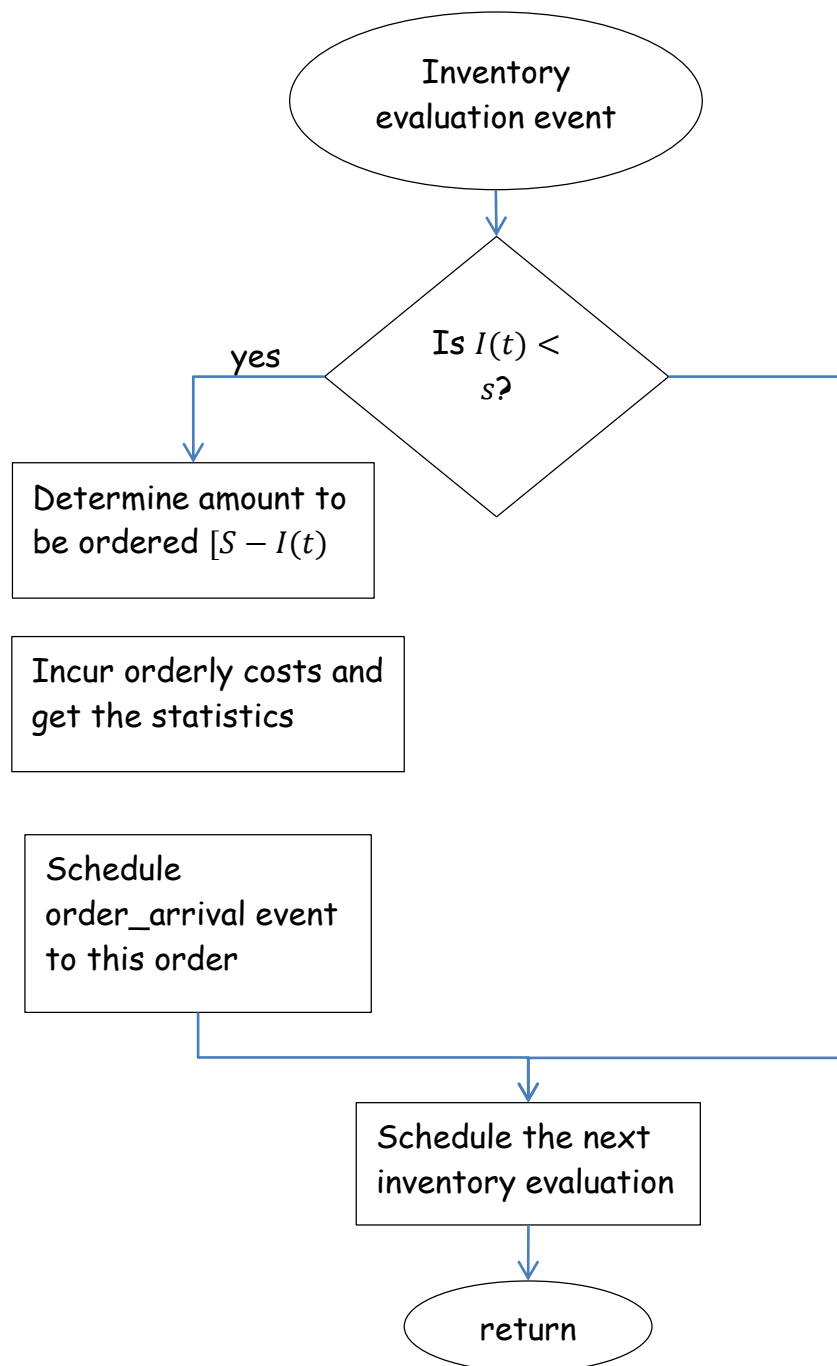 Inventory
evaluation event
Is I(t) <
s?
yes
Determine amount to
be ordered [S − I(t)
Incur orderly costs and
get the statistics
Schedule
order_arrival event
to this order
Schedule the next
inventory evaluation
return